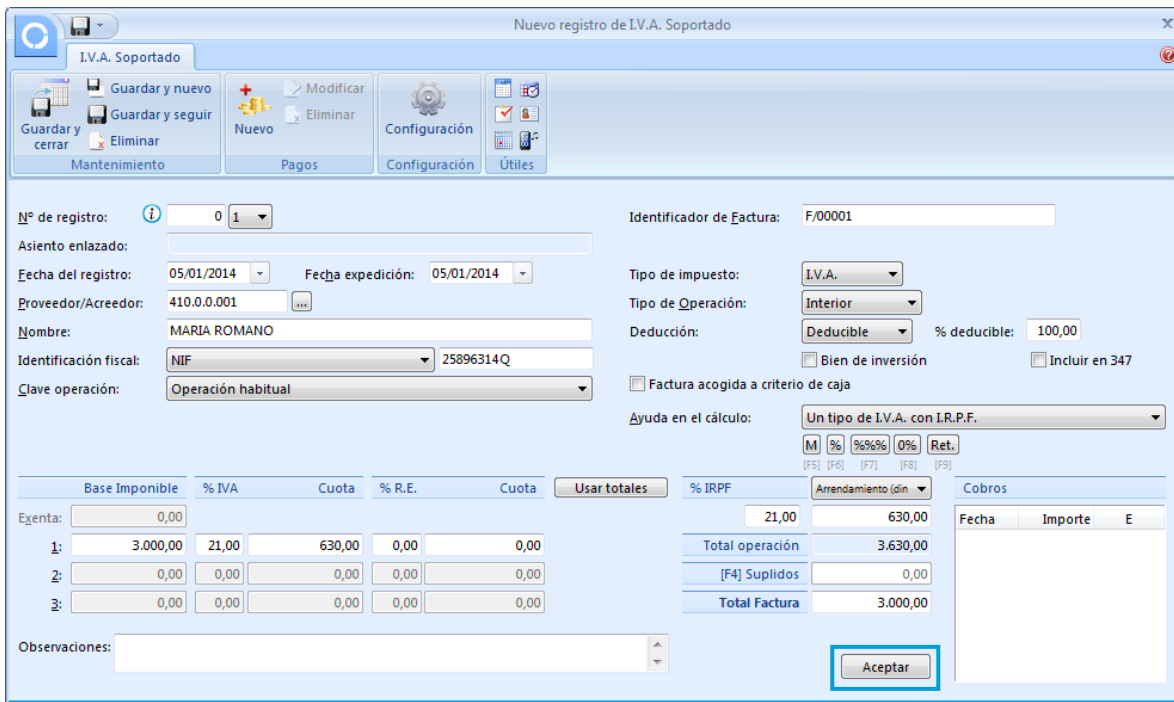 Nuevo registro de I.V.A. Soportado
I.V.A. Soportado
Guardar y cerrar
Guardar y nuevo
Guardar y seguir
Eliminar
Mantenimiento
Nuevo
Modificar
Eliminar
Pagos
Configuración
Configuración
Útiles
Nº de registro: 0 1
Identificador de Factura: F/00001
Asiento enlazado:
Fecha del registro: 05/01/2014 Fecha expedición: 05/01/2014
Tipo de impuesto: I.V.A.
Proveedor/Acreedor: 410.0.0.001 ...
Tipo de Operación: Interior
Nombre: MARIA ROMANO
Deducción: Deducible % deducible: 100,00
Identificación fiscal: NIF 25896314Q
Bien de inversión Incluir en 347
Clave operación: Operación habitual
Factura acogida a criterio de caja
Ayuda en el cálculo: Un tipo de I.V.A. con I.R.P.F.
M % %%% 0% Ret.
[F5] [F6] [F7] [F8] [F9]
Base Imponible % IVA Cuota % R.E. Cuota Usar totales % IRPF Arrendamiento (din Cobros
Exenta: 0,00 21,00 630,00 Fecha Importe E
1: 3.000,00 21,00 630,00 0,00 0,00 Total operación 3.630,00
2: 0,00 0,00 0,00 0,00 0,00 [F4] Suplidos 0,00
3: 0,00 0,00 0,00 0,00 0,00 Total Factura 3.000,00
Observaciones:
Aceptar